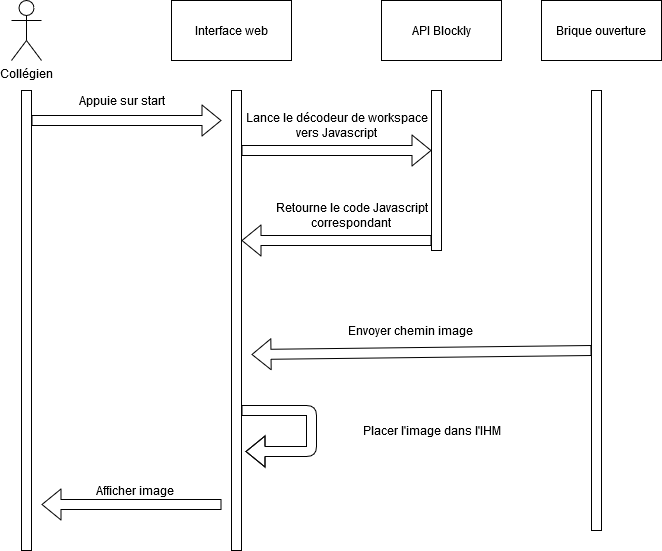 Interface web
API Blockly
Brique ouverture
Collégien
Appuie sur start
Lance le décodeur de workspace
vers Javascript
Retourne le code Javascript
correspondant
Envoyer chemin image
Placer l'image dans l'IHM
Afficher image